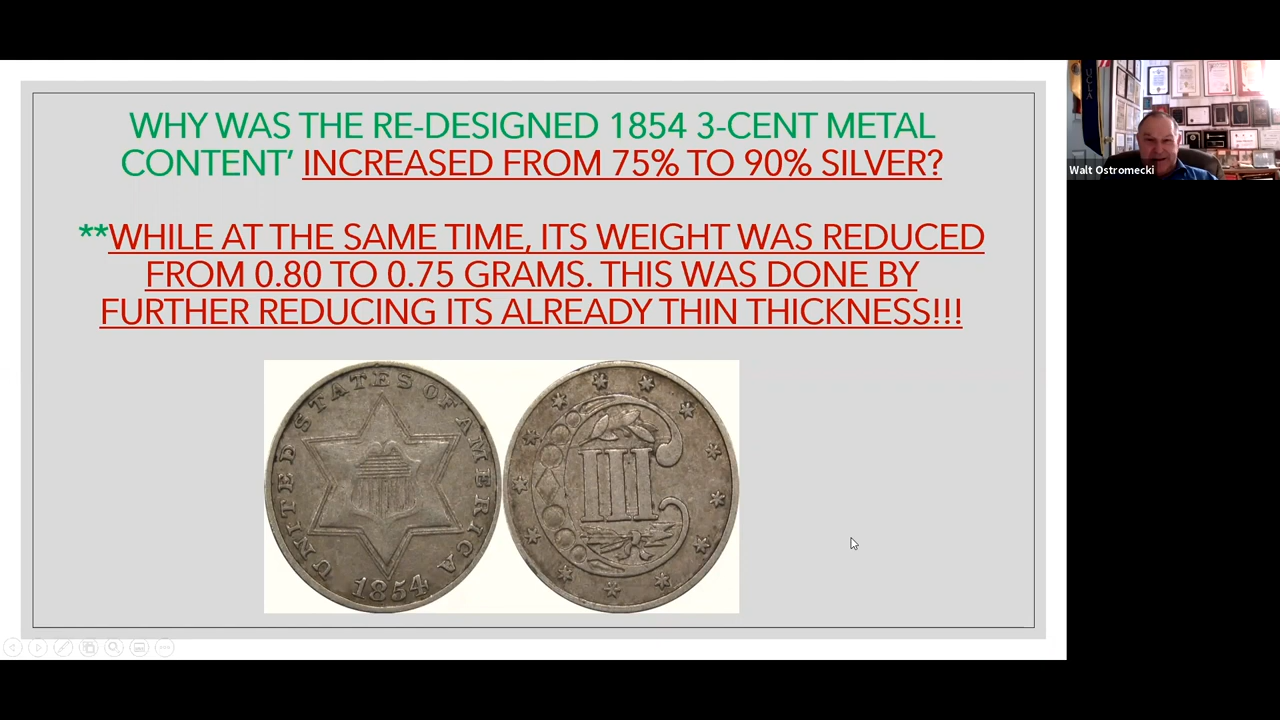 WHY WAS THE RE-DESIGNED 1854 3-CENT METAL
CONTENT’ INCREASED FROM 75% TO 90% SILVER?
**WHILE AT THE SAME TIME, ITS WEIGHT WAS REDUCED
FROM 0.80 TO 0.75 GRAMS. THIS WAS DONE BY
FURTHER REDUCING ITS ALREADY THIN THICKNESS!!!
UNITED STATES OF AMERICA
1854
III
UCLA
Walt Ostromecki